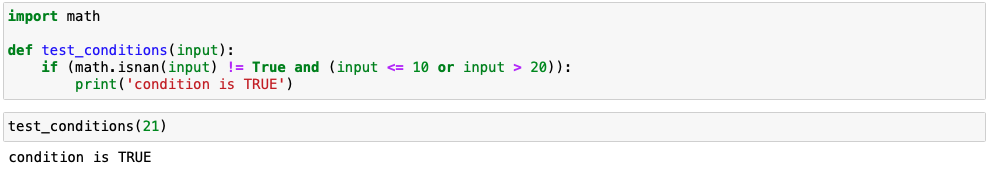 import math
def test_conditions(input):
    if (math.isnan(input) != True and (input <= 10 or input > 20)):
        print('condition is TRUE')
test_conditions(21)
condition is TRUE